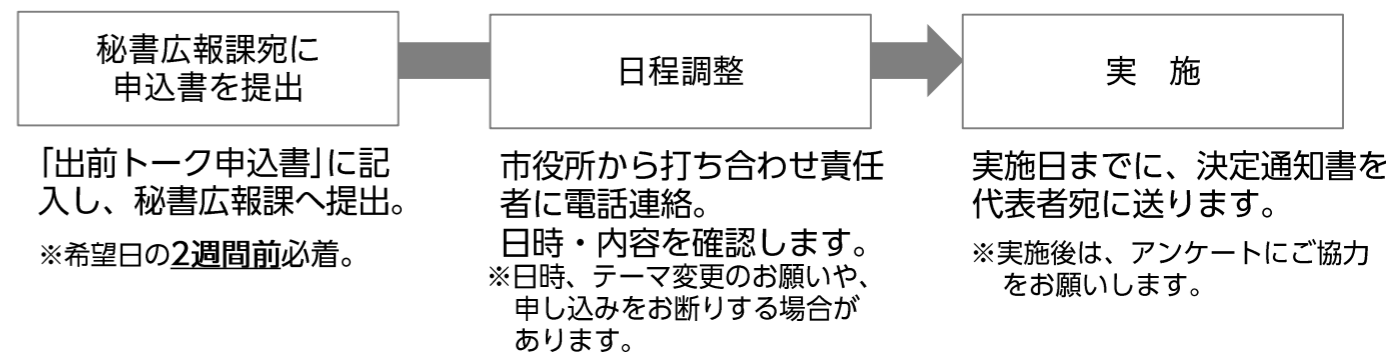 秘書広報課宛に
申込書を提出
「出前トーク申込書」に記
入し、秘書広報課へ提出。
※希望日の2週間前必着。
日程調整
市役所から打ち合わせ責任
者に電話連絡。
日時・内容を確認します。
※日時、テーマ変更のお願いや、
申し込みをお断りする場合が
あります。
実　施
実施日までに、決定通知書を
代表者宛に送ります。
※実施後は、アンケートにご協力
をお願いします。